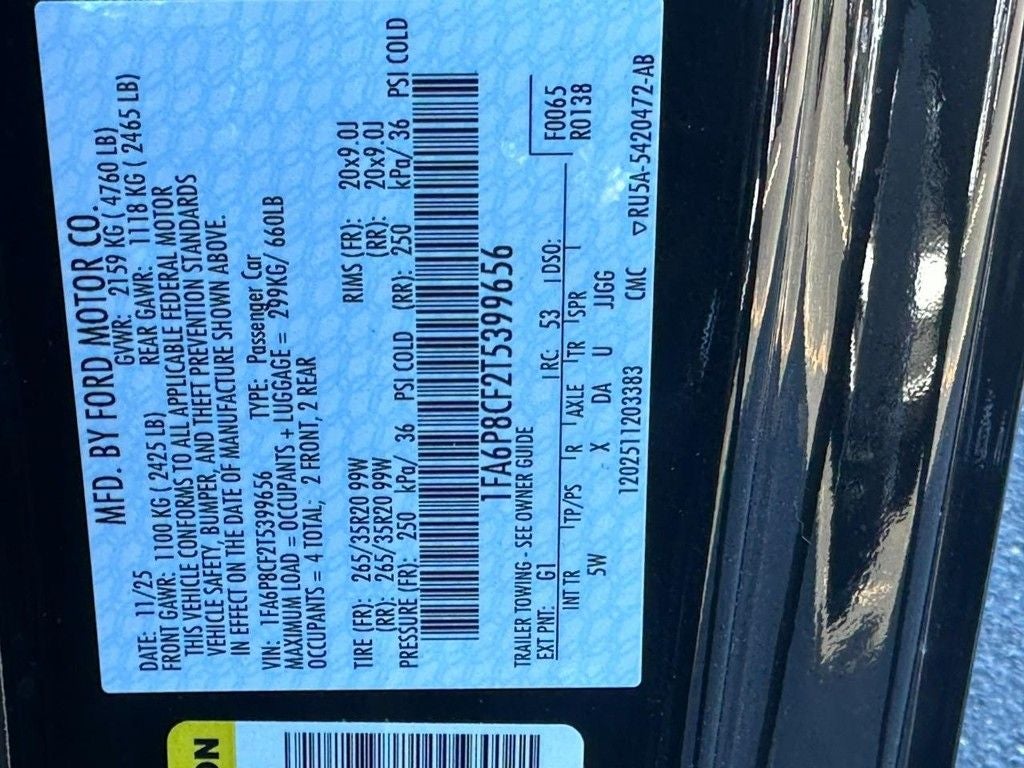 MFD. BY FORD MOTOR CO.
DATE: 11/25 GVWR: 2159 KG ( 4760 LB)
FRONT GAWR: 1100 KG ( 2425 LB) REAR GAWR: 1118 KG ( 2465 LB)
THIS VEHICLE CONFORMS TO ALL APPLICABLE FEDERAL MOTOR
VEHICLE SAFETY, BUMPER, AND THEFT PREVENTION STANDARDS
IN EFFECT ON THE DATE OF MANUFACTURE SHOWN ABOVE.
VIN: 1FA6P8CF2T5399656 TYPE: Passenger Car
MAXIMUM LOAD = OCCUPANTS + LUGGAGE = 299KG/ 660LB
OCCUPANTS = 4 TOTAL; 2 FRONT, 2 REAR
TIRE (FR): 265/35R20 99W RIMS (FR): 20x9.0J
(RR): 265/35R20 99W (RR): 20x9.0J
PRESSURE (FR): 250 kPa/ 36 PSI COLD (RR): 250 kPa/ 36 PSI COLD
1FA6P8CF2T5399656
TRAILER TOWING - SEE OWNER GUIDE F0065
EXT PNT: G1 RC: 53 DSO: R0138
INT TR TP/PS R AXLE TR SPR
5W - X DA U JJGG
12025111203383 CMC ▽RU5A-5420472-AB
ON